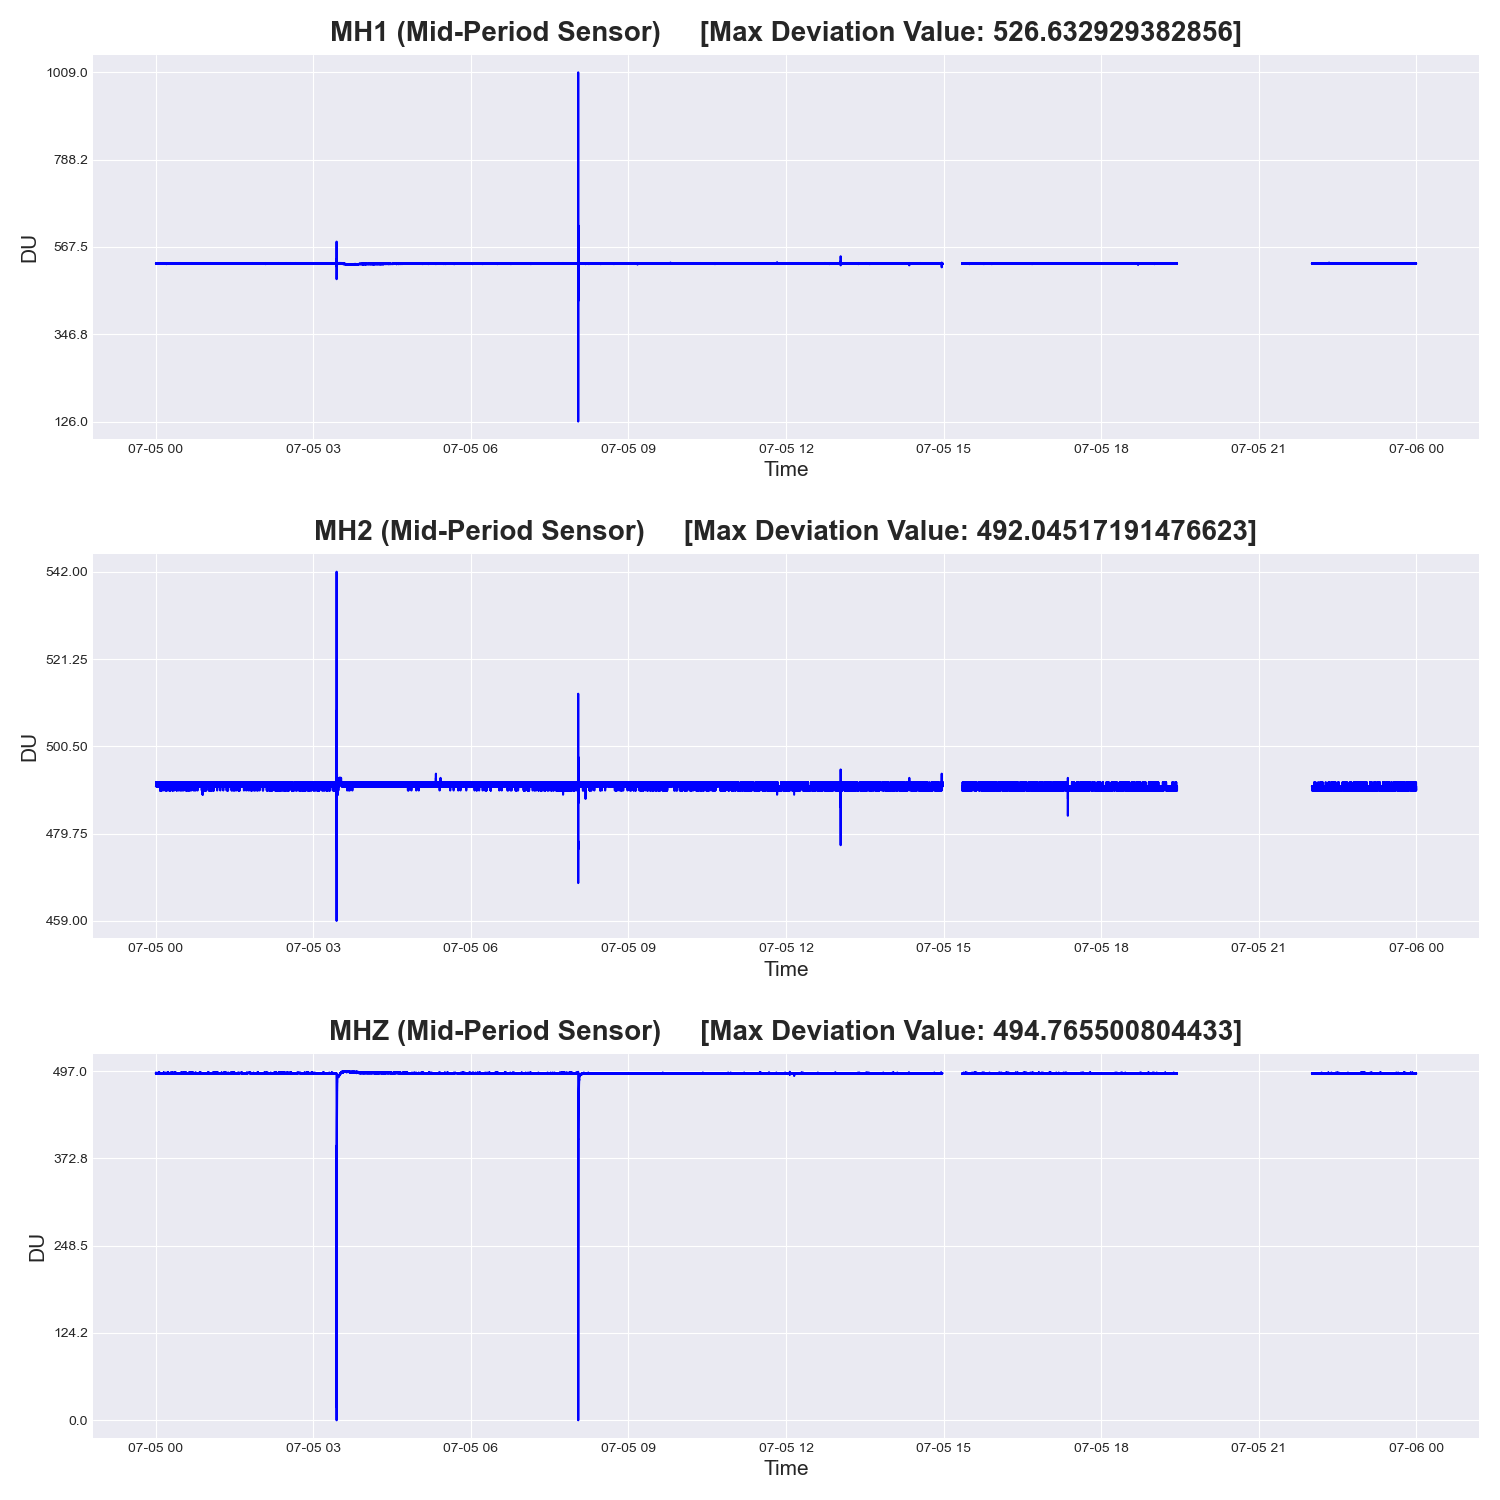 MH1 (Mid-Period Sensor) [Max Deviation Value: 526.632929382856]
1009.0
788.2
567.5
346.8
126.0
DU
07-05 00 07-05 03 07-05 06 07-05 09 07-05 12 07-05 15 07-05 18 07-05 21 07-06 00
Time
MH2 (Mid-Period Sensor) [Max Deviation Value: 492.04517191476623]
542.00
521.25
500.50
479.75
459.00
DU
07-05 00 07-05 03 07-05 06 07-05 09 07-05 12 07-05 15 07-05 18 07-05 21 07-06 00
Time
MHZ (Mid-Period Sensor) [Max Deviation Value: 494.765500804433]
497.0
372.8
248.5
124.2
0.0
DU
07-05 00 07-05 03 07-05 06 07-05 09 07-05 12 07-05 15 07-05 18 07-05 21 07-06 00
Time